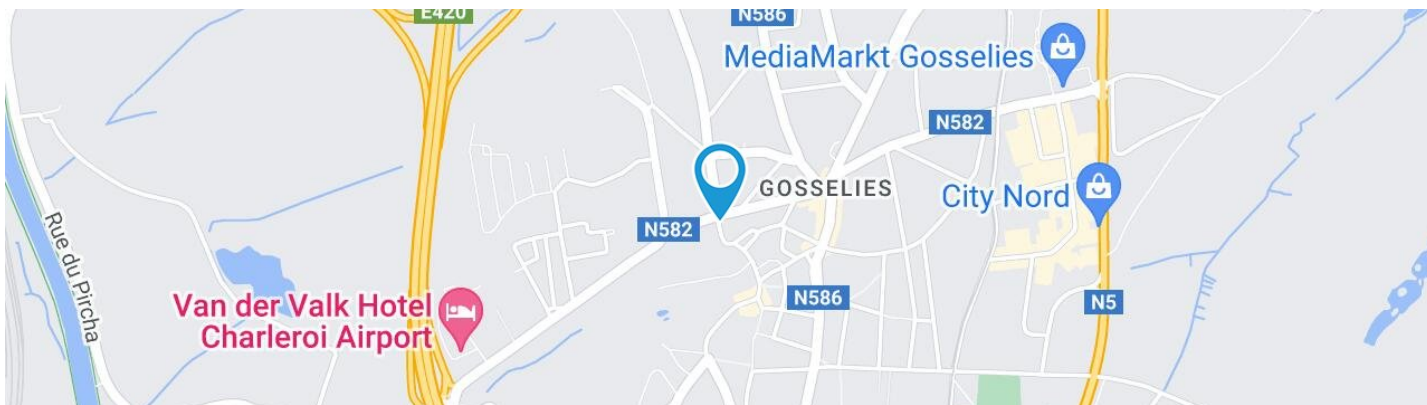 E420
N586
MediaMarkt Gosselies
N582
GOSSELIES
City Nord
N582
Rue du Pircha
Van der Valk Hotel
Charleroi Airport
N586
N5